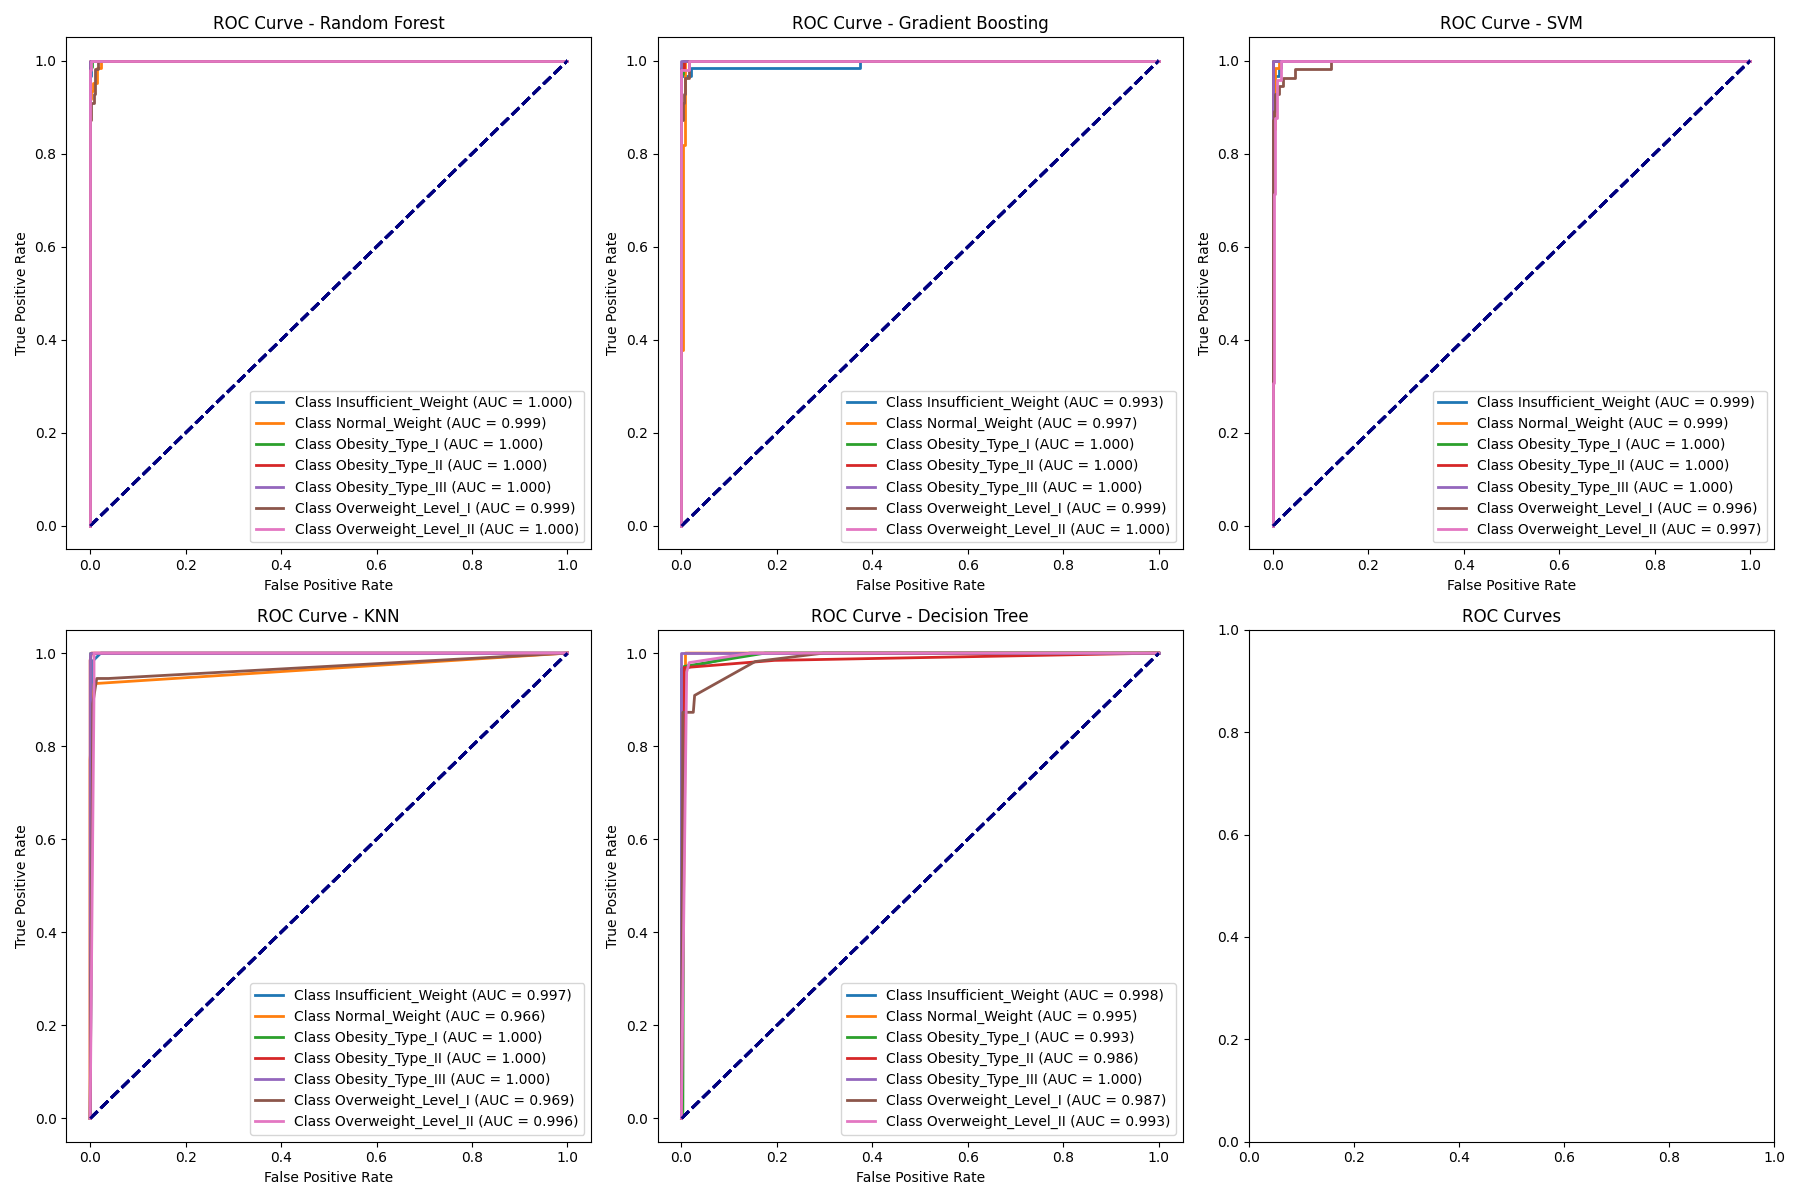 ROC Curve - Random Forest
True Positive Rate
1.0
0.8
0.6
0.4
0.2
0.0
Class Insufficient_Weight (AUC = 1.000)
Class Normal_Weight (AUC = 0.999)
Class Obesity_Type_I (AUC = 1.000)
Class Obesity_Type_II (AUC = 1.000)
Class Obesity_Type_III (AUC = 1.000)
Class Overweight_Level_I (AUC = 0.999)
Class Overweight_Level_II (AUC = 1.000)
0.0 0.2 0.4 0.6 0.8 1.0
False Positive Rate
ROC Curve - Gradient Boosting
True Positive Rate
1.0
0.8
0.6
0.4
0.2
0.0
Class Insufficient_Weight (AUC = 0.993)
Class Normal_Weight (AUC = 0.997)
Class Obesity_Type_I (AUC = 1.000)
Class Obesity_Type_II (AUC = 1.000)
Class Obesity_Type_III (AUC = 1.000)
Class Overweight_Level_I (AUC = 0.999)
Class Overweight_Level_II (AUC = 1.000)
0.0 0.2 0.4 0.6 0.8 1.0
False Positive Rate
ROC Curve - SVM
True Positive Rate
1.0
0.8
0.6
0.4
0.2
0.0
Class Insufficient_Weight (AUC = 0.999)
Class Normal_Weight (AUC = 0.999)
Class Obesity_Type_I (AUC = 1.000)
Class Obesity_Type_II (AUC = 1.000)
Class Obesity_Type_III (AUC = 1.000)
Class Overweight_Level_I (AUC = 0.996)
Class Overweight_Level_II (AUC = 0.997)
0.0 0.2 0.4 0.6 0.8 1.0
False Positive Rate
ROC Curve - KNN
True Positive Rate
1.0
0.8
0.6
0.4
0.2
0.0
Class Insufficient_Weight (AUC = 0.997)
Class Normal_Weight (AUC = 0.966)
Class Obesity_Type_I (AUC = 1.000)
Class Obesity_Type_II (AUC = 1.000)
Class Obesity_Type_III (AUC = 1.000)
Class Overweight_Level_I (AUC = 0.969)
Class Overweight_Level_II (AUC = 0.996)
0.0 0.2 0.4 0.6 0.8 1.0
False Positive Rate
ROC Curve - Decision Tree
True Positive Rate
1.0
0.8
0.6
0.4
0.2
0.0
Class Insufficient_Weight (AUC = 0.998)
Class Normal_Weight (AUC = 0.995)
Class Obesity_Type_I (AUC = 0.993)
Class Obesity_Type_II (AUC = 0.986)
Class Obesity_Type_III (AUC = 1.000)
Class Overweight_Level_I (AUC = 0.987)
Class Overweight_Level_II (AUC = 0.993)
0.0 0.2 0.4 0.6 0.8 1.0
False Positive Rate
ROC Curves
1.0
0.8
0.6
0.4
0.2
0.0
0.0 0.2 0.4 0.6 0.8 1.0